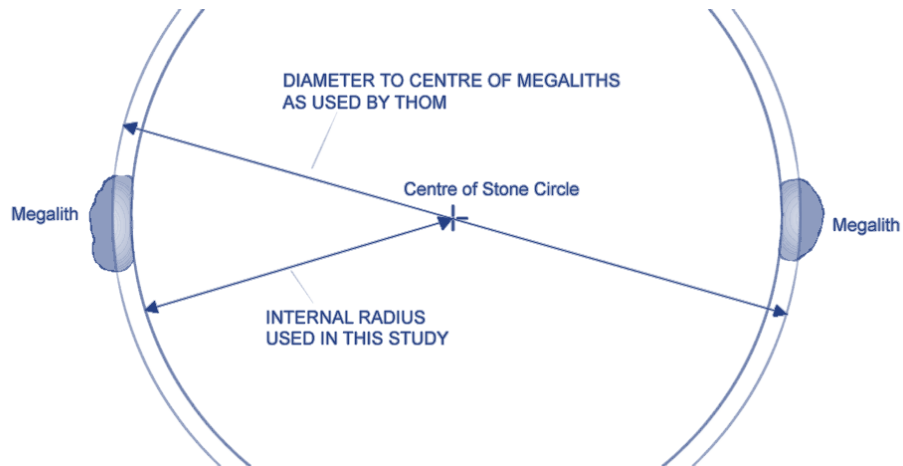 DIAMETER TO CENTRE OF MEGALITHS
AS USED BY THOM
Centre of Stone Circle
Megalith
Megalith
INTERNAL RADIUS
USED IN THIS STUDY